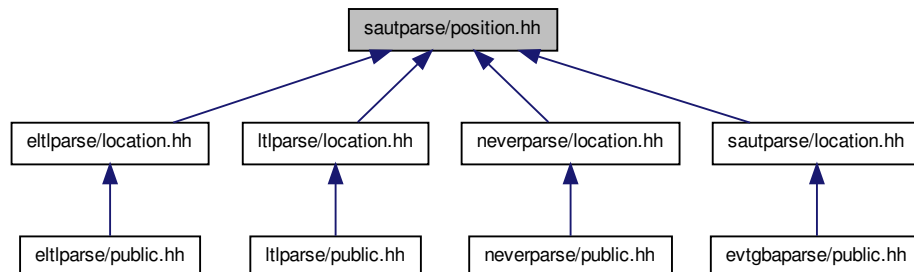 sautparse/position.hh
eltlparse/location.hh
ltlparse/location.hh
neverparse/location.hh
sautparse/location.hh
eltlparse/public.hh
ltlparse/public.hh
neverparse/public.hh
evtgbaparse/public.hh